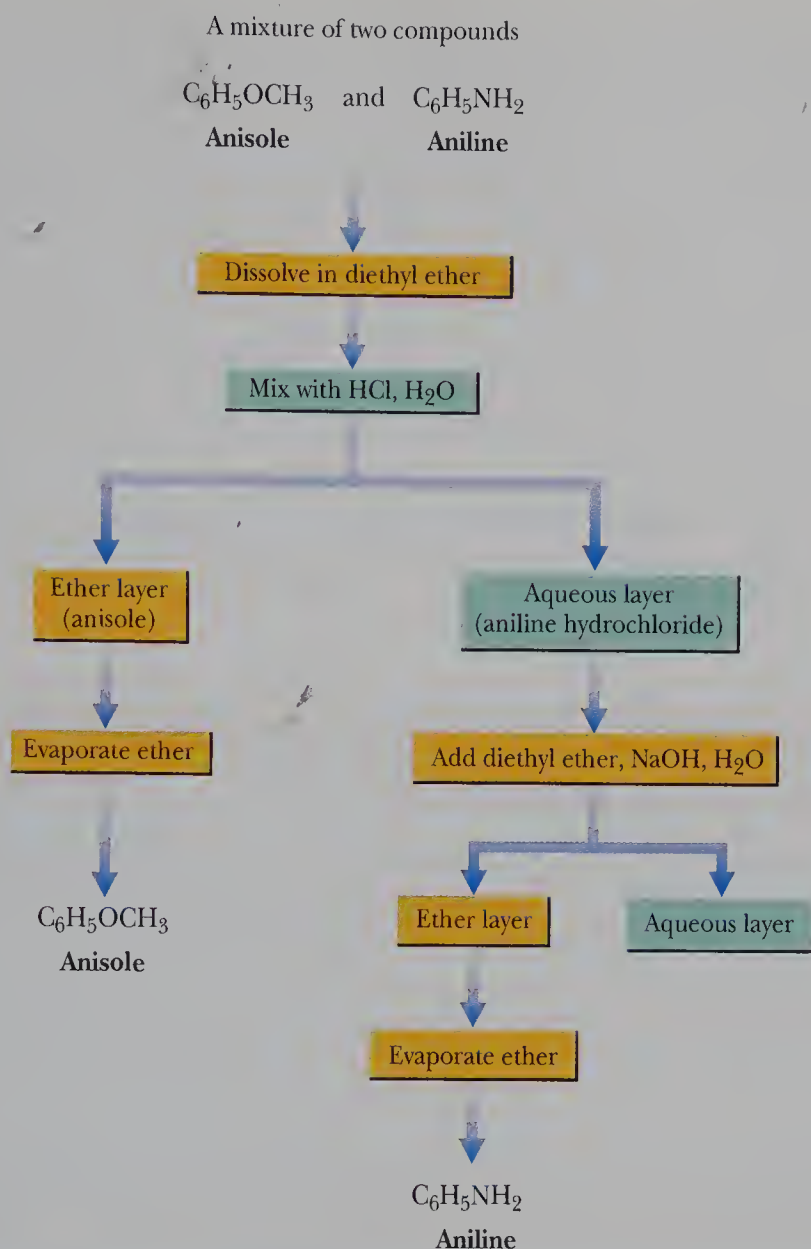 A mixture of two compounds
C₆H₅OCH₃ and C₆H₅NH₂
Anisole Aniline
Dissolve in diethyl ether
Mix with HCl, H₂O
Ether layer
(anisole)
Aqueous layer
(aniline hydrochloride)
Evaporate ether
Add diethyl ether, NaOH, H₂O
C₆H₅OCH₃
Anisole
Ether layer
Aqueous layer
Evaporate ether
C₆H₅NH₂
Aniline